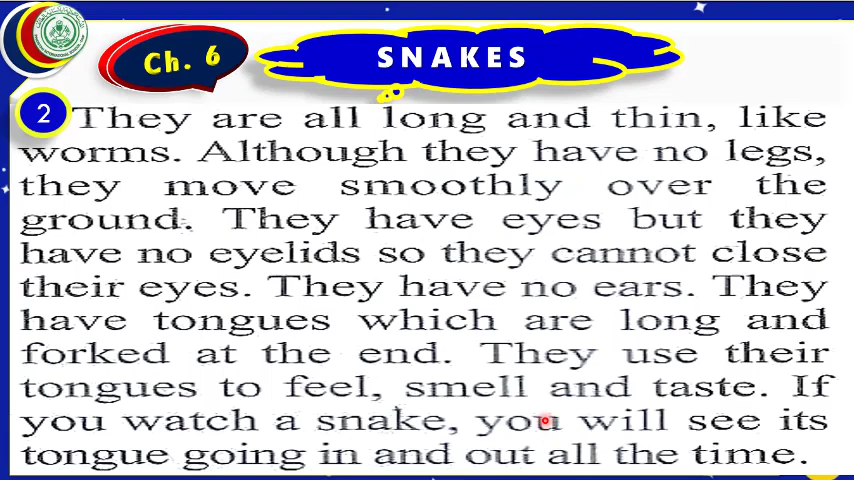 Ch. 6
SNAKES
2
They are all long and thin, like
worms. Although they have no legs,
they move smoothly over the
ground. They have eyes but they
have no eyelids so they cannot close
their eyes. They have no ears. They
have tongues which are long and
forked at the end. They use their
tongues to feel, smell and taste. If
you watch a snake, you will see its
tongue going in and out all the time.